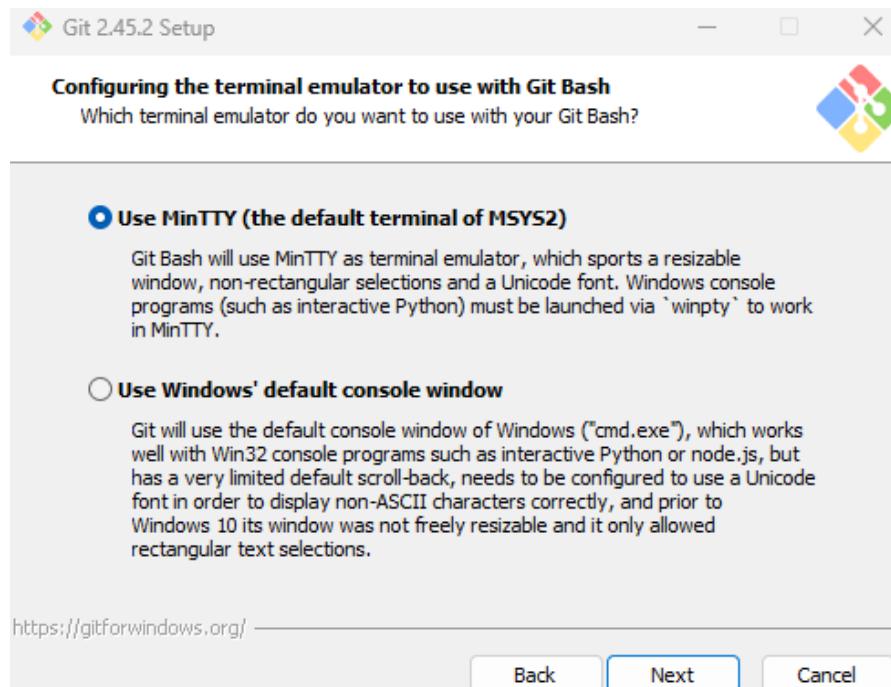 Git 2.45.2 Setup
Configuring the terminal emulator to use with Git Bash
Which terminal emulator do you want to use with your Git Bash?
Use MinTTY (the default terminal of MSYS2)
Git Bash will use MinTTY as terminal emulator, which sports a resizable
window, non-rectangular selections and a Unicode font. Windows console
programs (such as interactive Python) must be launched via `winpty` to work
in MinTTY.
Use Windows' default console window
Git will use the default console window of Windows ("cmd.exe"), which works
well with Win32 console programs such as interactive Python or node.js, but
has a very limited default scroll-back, needs to be configured to use a Unicode
font in order to display non-ASCII characters correctly, and prior to
Windows 10 its window was not freely resizable and it only allowed
rectangular text selections.
https://gitforwindows.org/
Back Next Cancel